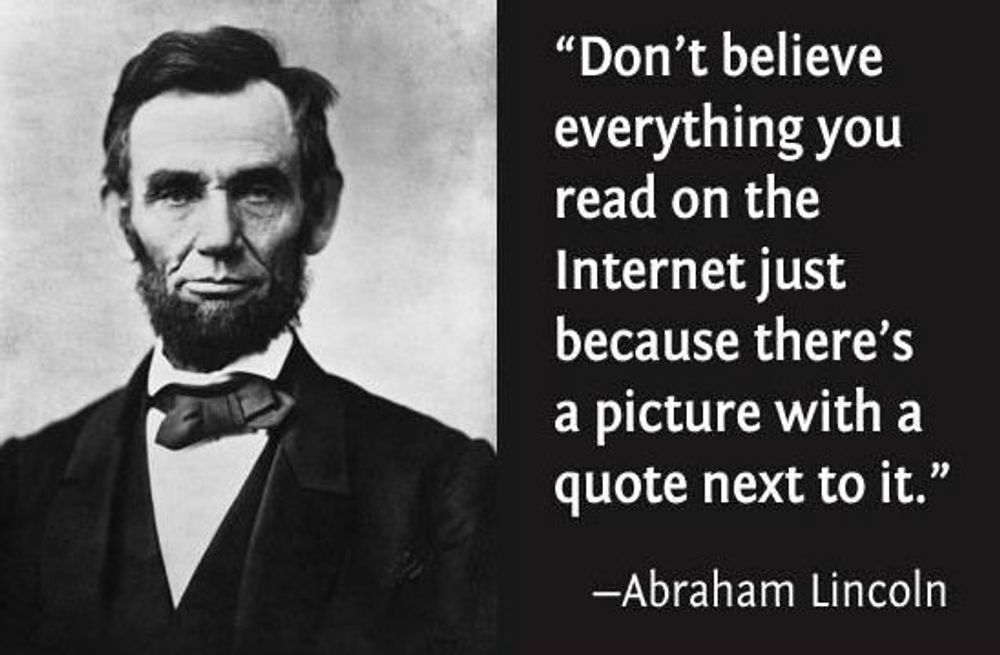 “Don’t believe
everything you
read on the
Internet just
because there’s
a picture with a
quote next to it.”
—Abraham Lincoln